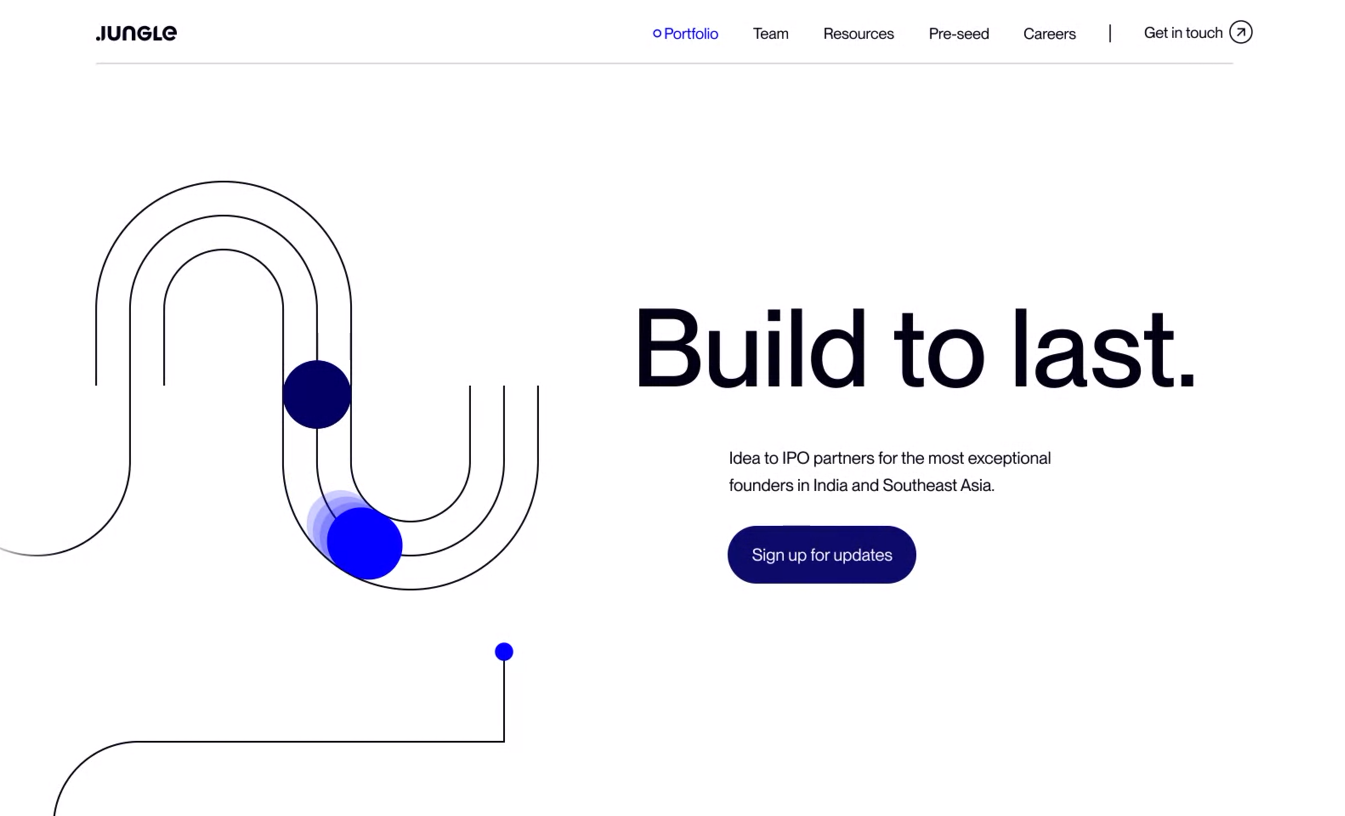 JUNGLE
Portfolio
Team
Resources
Pre-seed
Careers
Get in touch
Build to last.
Idea to IPO partners for the most exceptional
founders in India and Southeast Asia.
Sign up for updates